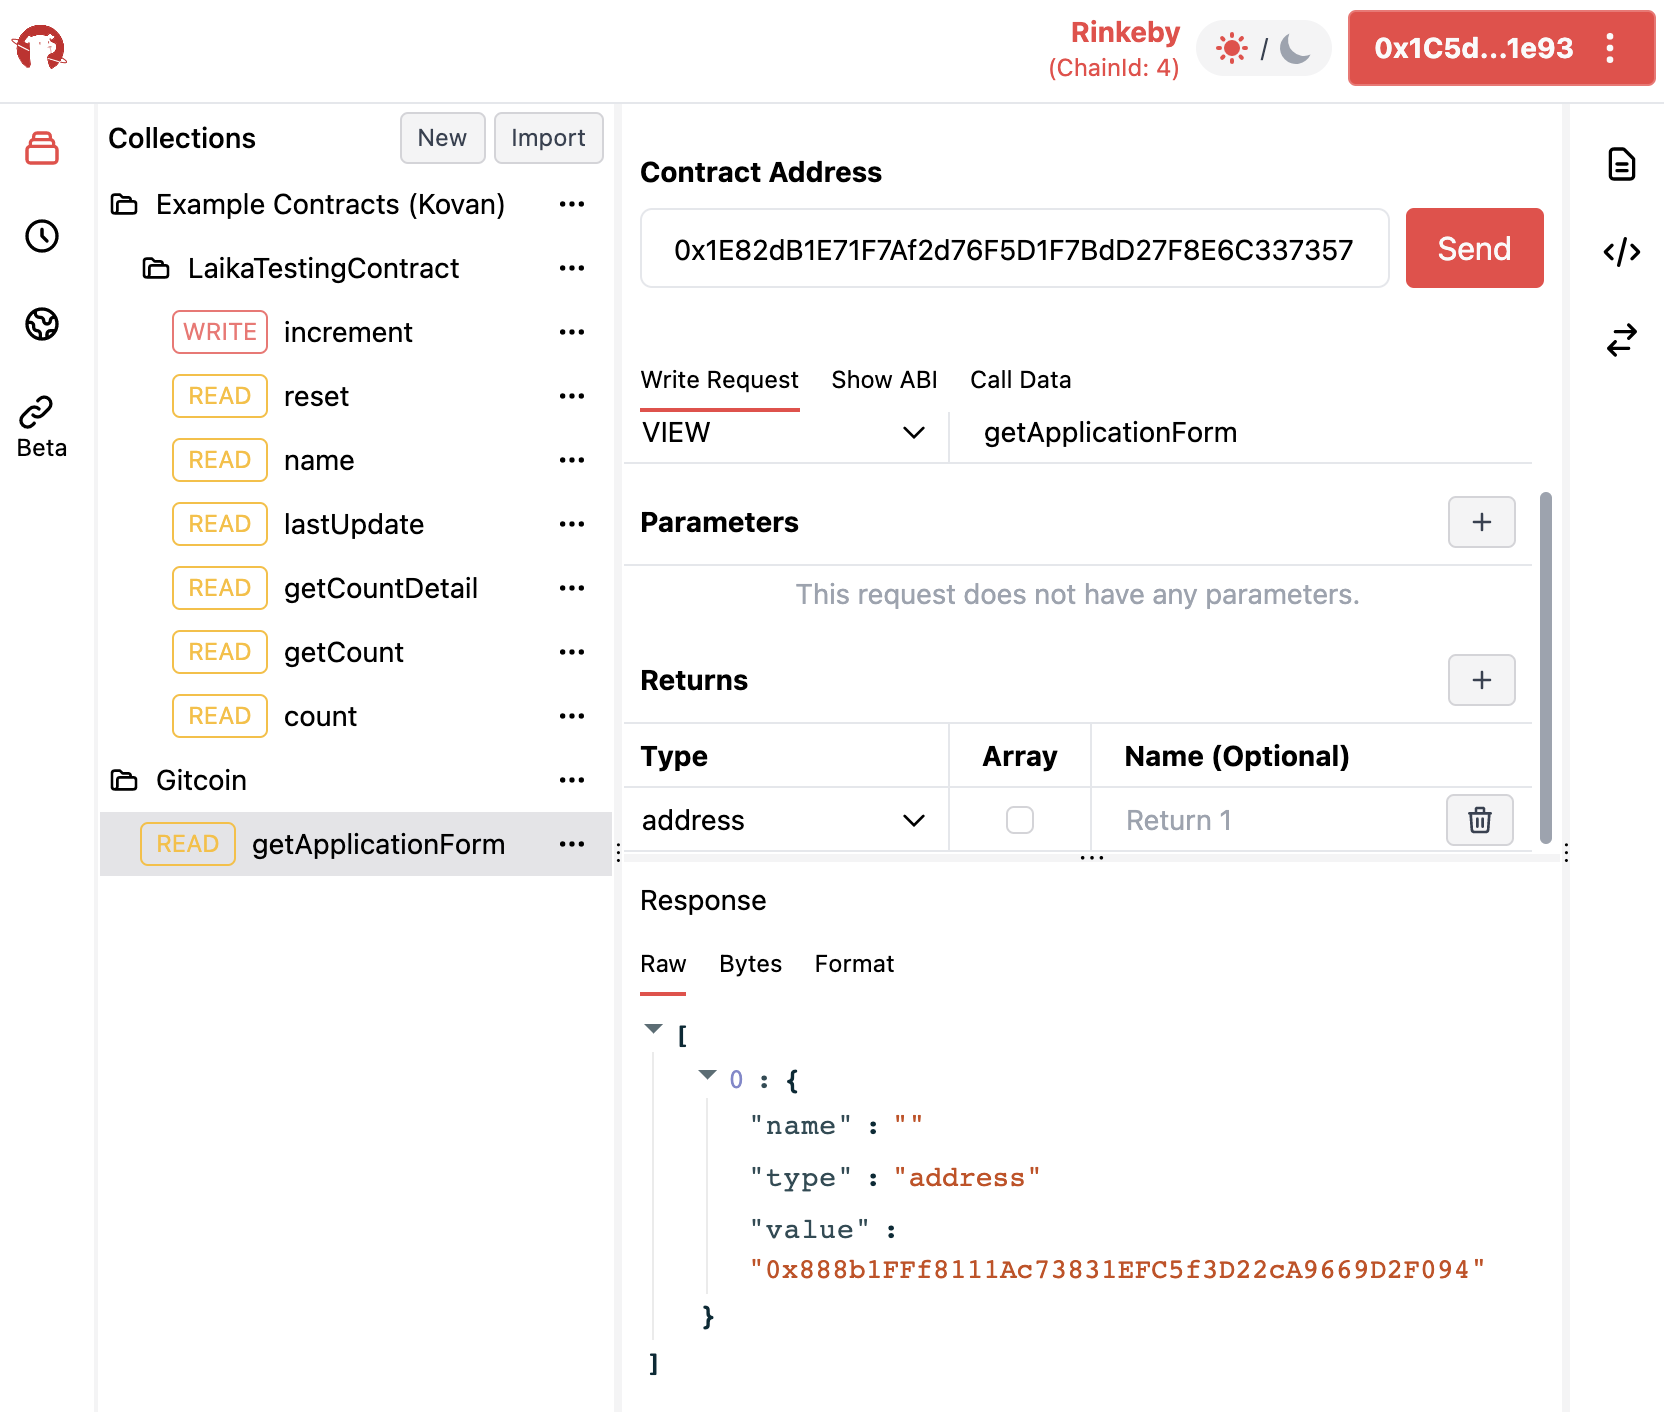 Rinkeby
(ChainId: 4)
/
0x1C5d...1e93
Collections
New
Import
Example Contracts (Kovan)
LaikaTestingContract
WRITE increment
READ reset
READ name
READ lastUpdate
READ getCountDetail
READ getCount
READ count
Gitcoin
READ getApplicationForm
Beta
Contract Address
0x1E82dB1E71F7Af2d76F5D1F7BdD27F8E6C337357
Send
Write Request Show ABI Call Data
VIEW getApplicationForm
Parameters
+
This request does not have any parameters.
Returns
+
Type Array Name (Optional)
address Return 1
Response
Raw Bytes Format
[
0 : {
"name" : ""
"type" : "address"
"value" :
"0x888b1FFf8111Ac73831EFC5f3D22cA9669D2F094"
}
]